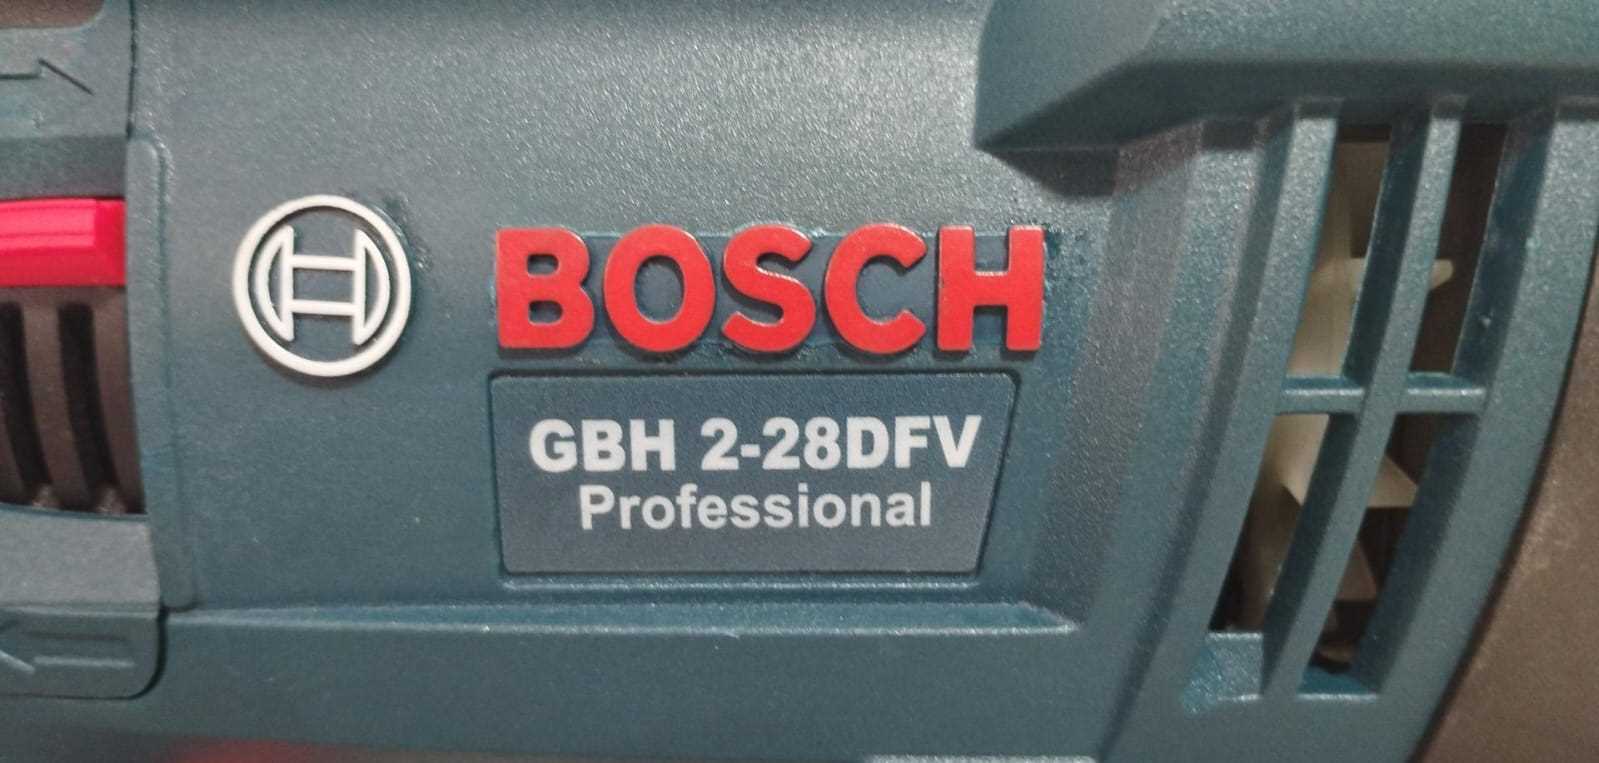 BOSCH
GBH 2-28DFV
Professional